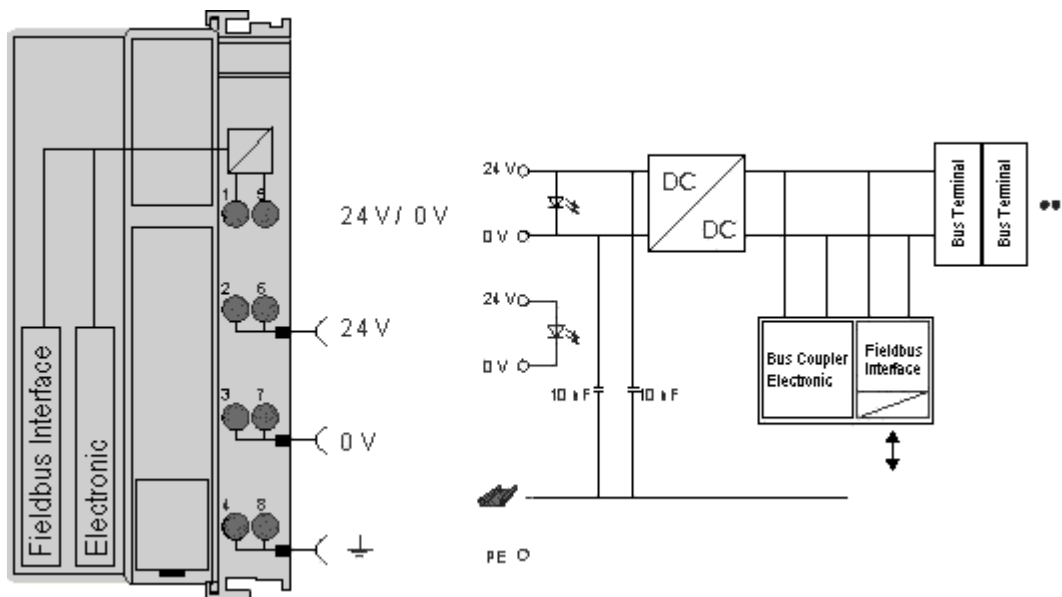 Fieldbus Interface
Electronic
1 5
24 V / 0 V
2 6
24 V
3 7
0 V
4 8
24 V
0 V
24 V
0 V
DC
DC
Bus Terminal
Bus Terminal
Bus Coupler
Electronic
Fieldbus
Interface
10 nF
10 nF
PE